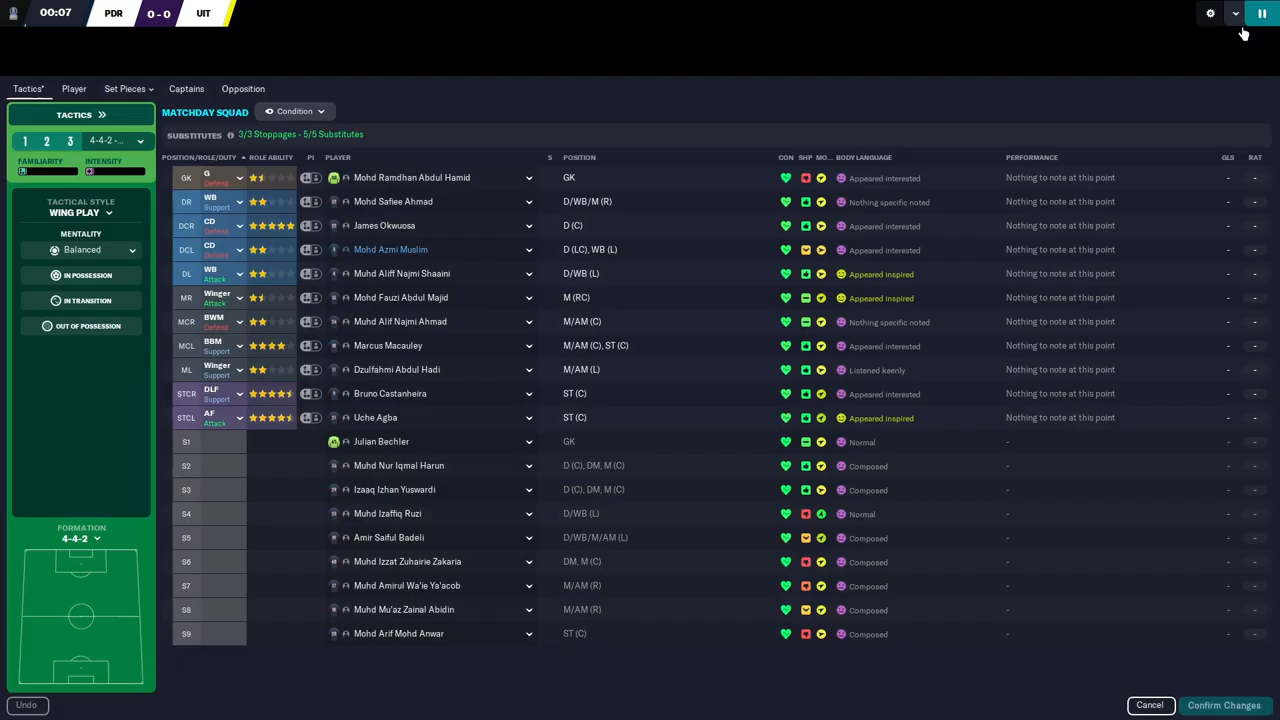 00:07 PDR 0 - 0 UIT
Tactics* Player Set Pieces Captains Opposition
TACTICS
1 2 3 4-4-2 -...
FAMILIARITY INTENSITY
TACTICAL STYLE
WING PLAY
MENTALITY
Balanced
IN POSSESSION
IN TRANSITION
OUT OF POSSESSION
FORMATION
4-4-2
MATCHDAY SQUAD Condition
SUBSTITUTES 3/3 Stoppages - 5/5 Substitutes
POSITION/ROLE/DUTY ROLE ABILITY PI PLAYER S POSITION CON SHP MO... BODY LANGUAGE PERFORMANCE GLS RAT
GK G Defend Mohd Ramdhan Abdul Hamid GK Appeared interested Nothing to note at this point - -
DR WB Support Mohd Safiee Ahmad D/WB/M (R) Nothing specific noted Nothing to note at this point - -
DCR CD Defend James Okwuosa D (C) Appeared interested Nothing to note at this point - -
DCL CD Defend Mohd Azmi Muslim D (LC), WB (L) Appeared interested Nothing to note at this point - -
DL WB Attack Muhd Aliff Najmi Shaaini D/WB (L) Appeared inspired Nothing to note at this point - -
MR Winger Attack Mohd Fauzi Abdul Majid M (RC) Appeared inspired Nothing to note at this point - -
MCR BWM Defend Muhd Alif Najmi Ahmad M/AM (C) Nothing specific noted Nothing to note at this point - -
MCL BBM Support Marcus Macauley M/AM (C), ST (C) Appeared interested Nothing to note at this point - -
ML Winger Support Dzulfahmi Abdul Hadi M/AM (L) Listened keenly Nothing to note at this point - -
STCR DLF Support Bruno Castanheira ST (C) Appeared interested Nothing to note at this point - -
STCL AF Attack Uche Agba ST (C) Appeared inspired Nothing to note at this point - -
S1 Julian Bechler GK Normal - -
S2 Muhd Nur Iqmal Harun D (C), DM, M (C) Composed - -
S3 Izaaq Izhan Yuswardi D (C), DM, M (C) Composed - -
S4 Muhd Izaffiq Ruzi D/WB (L) Normal - -
S5 Amir Saiful Badeli D/WB/M/AM (L) Composed - -
S6 Muhd Izzat Zuhairie Zakaria DM, M (C) Composed - -
S7 Muhd Amirul Wa'ie Ya'acob M/AM (R) Composed - -
S8 Muhd Mu'az Zainal Abidin M/AM (R) Composed - -
S9 Mohd Arif Mohd Anwar ST (C) Composed - -
Undo Cancel Confirm Changes